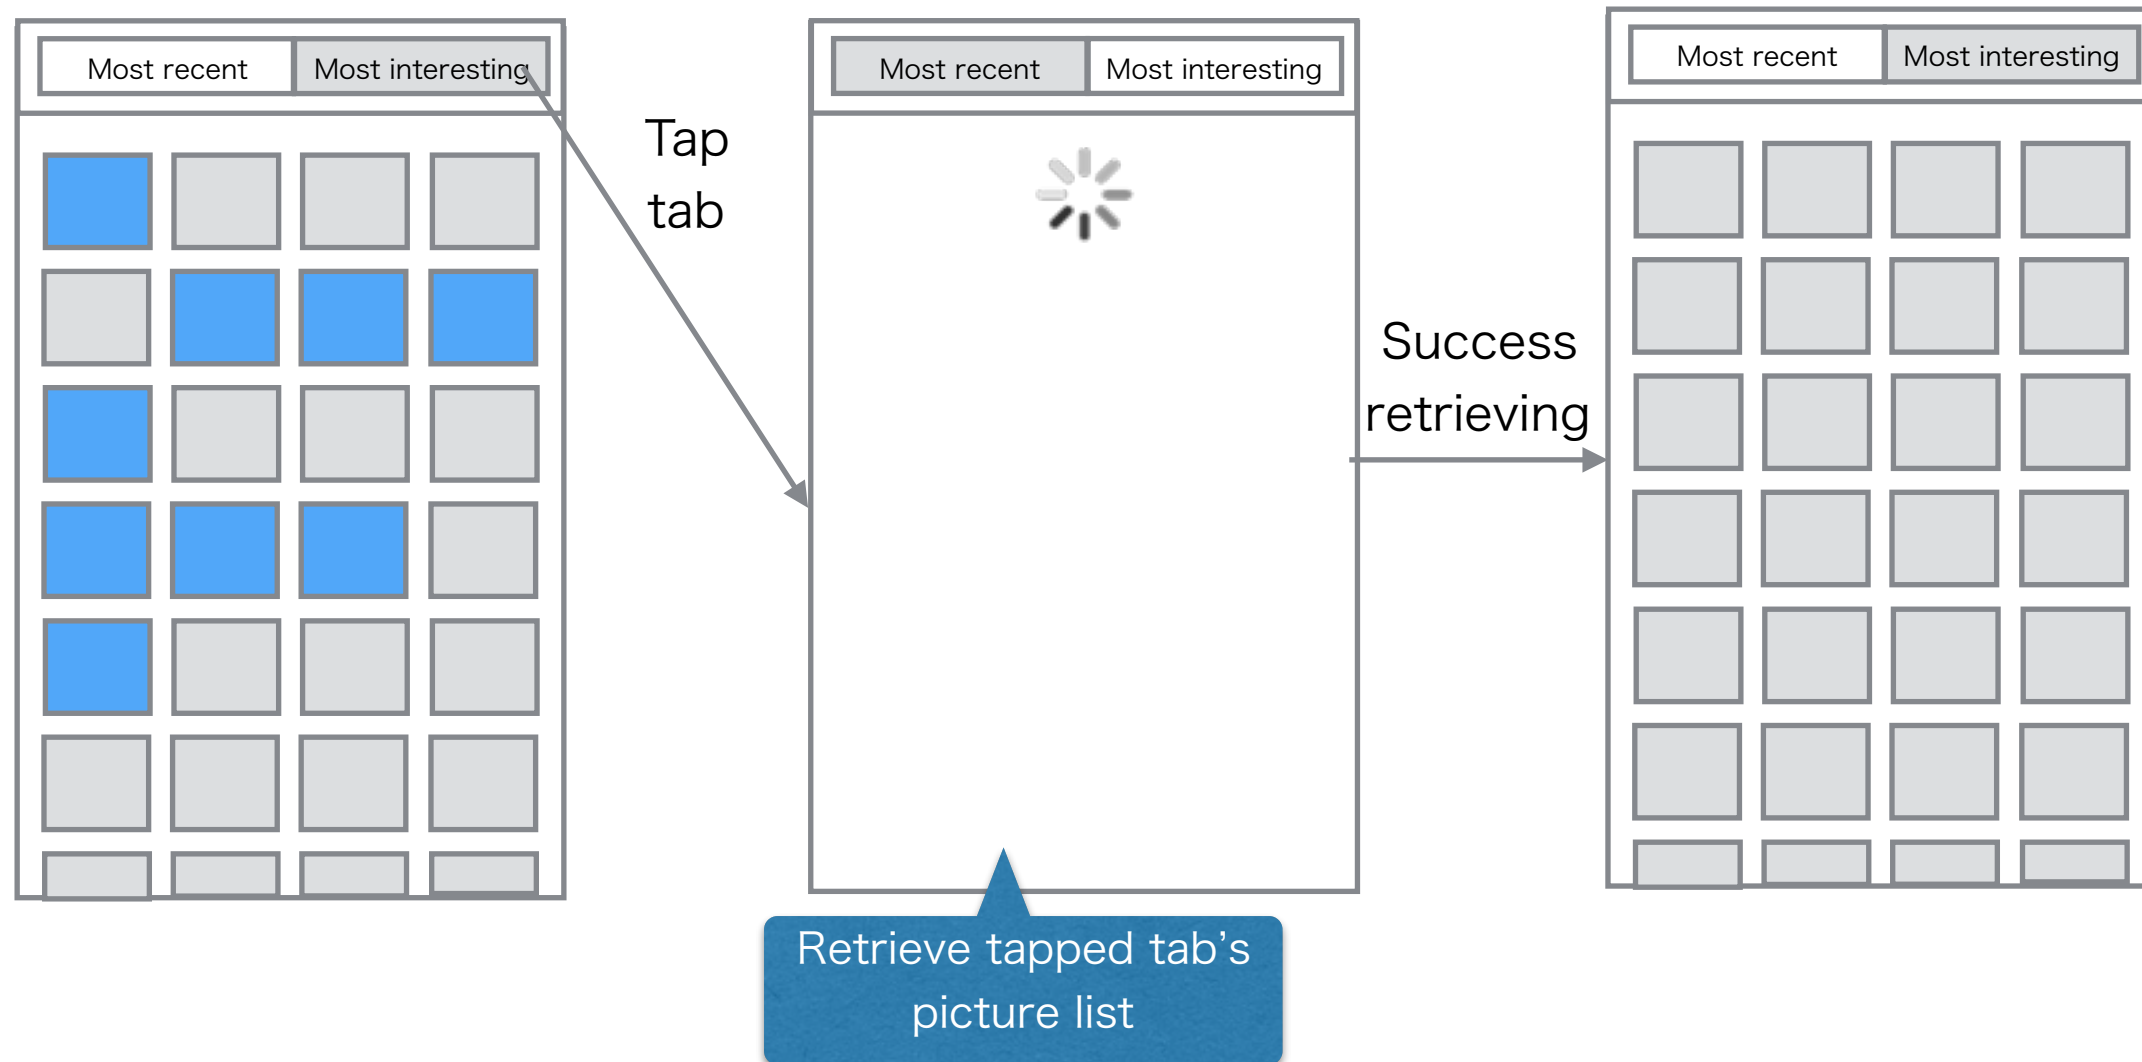 Most recent
Most interesting
Tap
tab
Most recent
Most interesting
Retrieve tapped tab's
picture list
Success
retrieving
Most recent
Most interesting